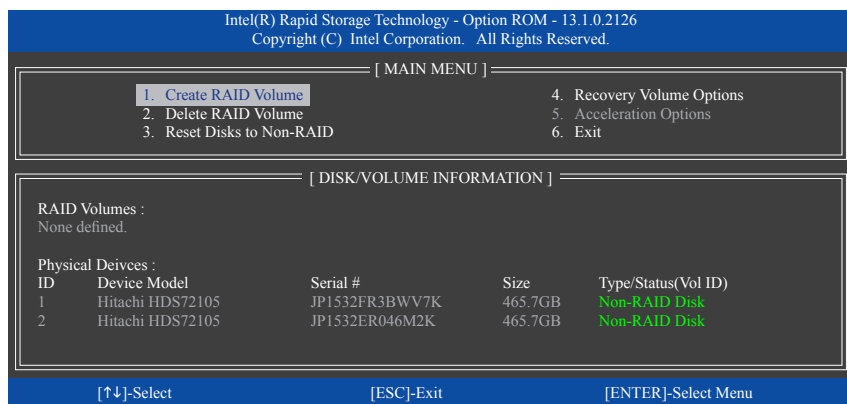 Intel(R) Rapid Storage Technology - Option ROM - 13.1.0.2126
Copyright (C) Intel Corporation. All Rights Reserved.
[ MAIN MENU ]
1. Create RAID Volume
2. Delete RAID Volume
3. Reset Disks to Non-RAID
4. Recovery Volume Options
5. Acceleration Options
6. Exit
[ DISK/VOLUME INFORMATION ]
RAID Volumes :
None defined.
Physical Deivces :
ID Device Model Serial # Size Type/Status(Vol ID)
1 Hitachi HDS72105 JP1532FR3BWV7K 465.7GB Non-RAID Disk
2 Hitachi HDS72105 JP1532ER046M2K 465.7GB Non-RAID Disk
[↑↓]-Select [ESC]-Exit [ENTER]-Select Menu